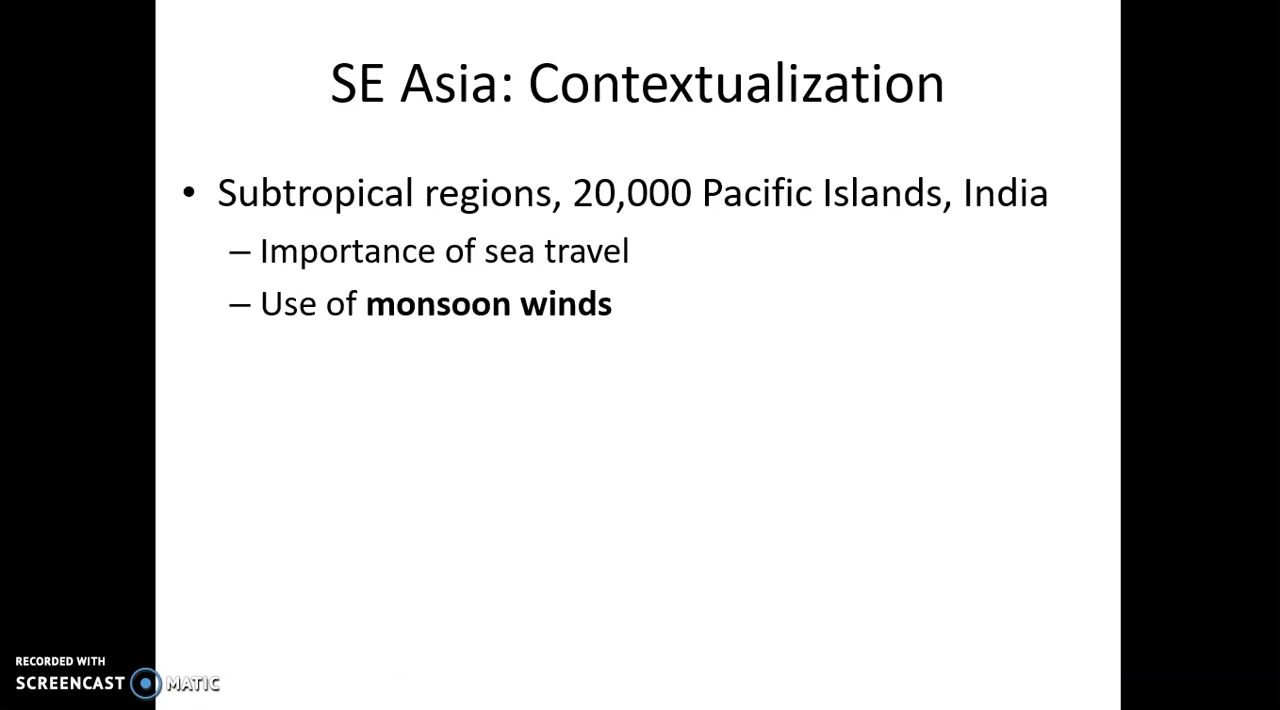 SE Asia: Contextualization
• Subtropical regions, 20,000 Pacific Islands, India
– Importance of sea travel
– Use of monsoon winds
RECORDED WITH
SCREENCAST MATIC